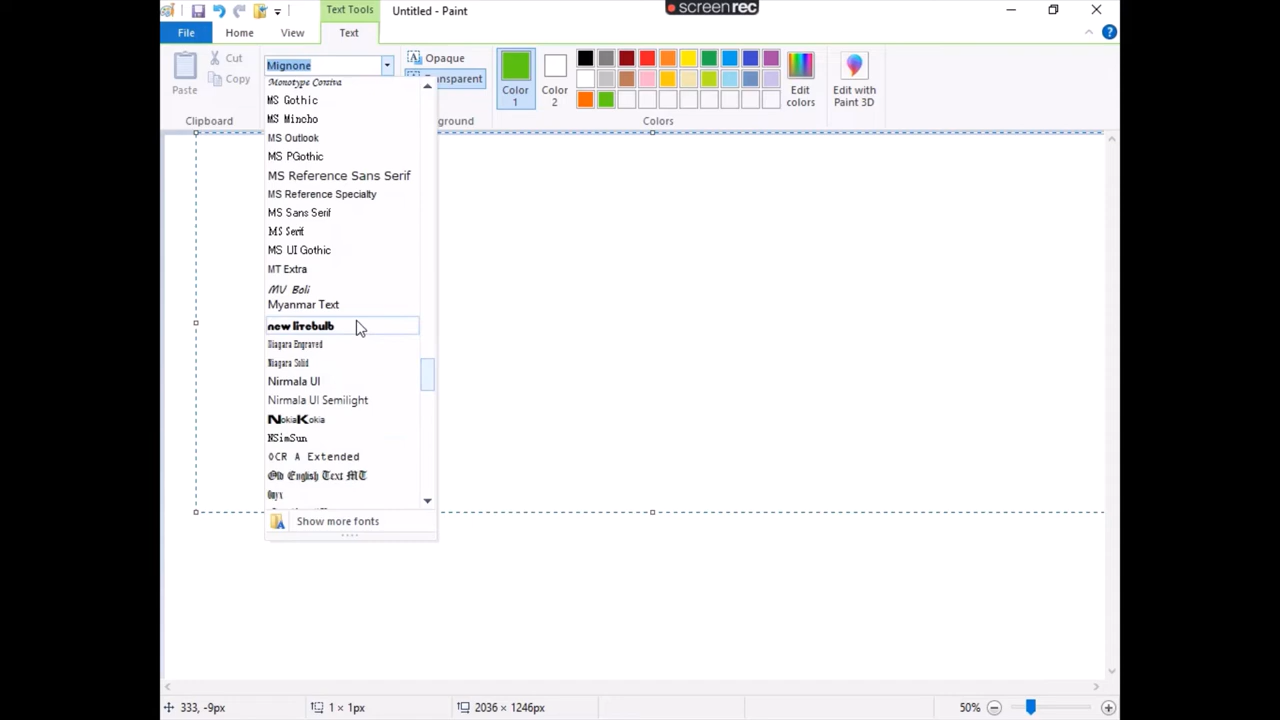 screenrec
Text Tools
Untitled - Paint
File
Home
View
Text
Paste
Cut
Copy
Clipboard
Mignone
Opaque
ransparent
ground
Color
1
Color
2
Edit
colors
Edit with
Paint 3D
Colors
Monotype Corsiva
MS Gothic
MS Mincho
MS Outlook
MS PGothic
MS Reference Sans Serif
MS Reference Specialty
MS Sans Serif
MS Serif
MS UI Gothic
MT Extra
MV Boli
Myanmar Text
new lirebulb
Niagara Engraved
Niagara Solid
Nirmala UI
Nirmala UI Semilight
NokiaKokia
NSimSun
OCR A Extended
Old English Text MT
Onyx
Show more fonts
333, -9px
1 × 1px
2036 × 1246px
50%